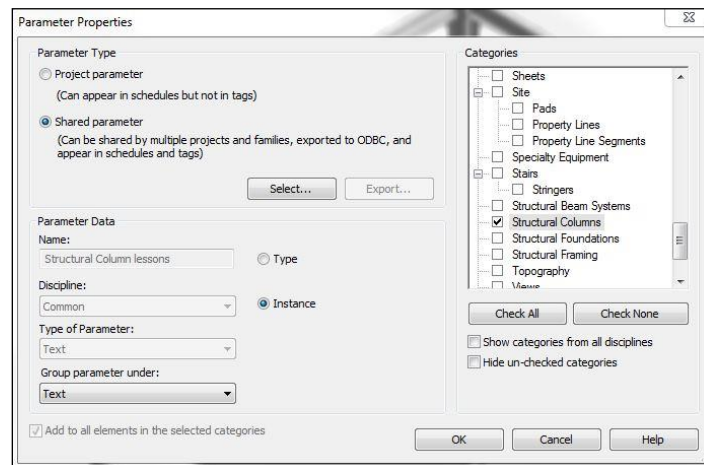 Parameter Properties
Parameter Type
Project parameter
(Can appear in schedules but not in tags)
Shared parameter
(Can be shared by multiple projects and families, exported to ODBC, and
appear in schedules and tags)
Select...
Export...
Parameter Data
Name:
Structural Column lessons
Type
Discipline:
Common
Instance
Type of Parameter:
Text
Group parameter under:
Text
Add to all elements in the selected categories
Categories
Sheets
Site
Pads
Property Lines
Property Line Segments
Specialty Equipment
Stairs
Stringers
Structural Beam Systems
Structural Columns
Structural Foundations
Structural Framing
Topography
Views
Check All
Check None
Show categories from all disciplines
Hide un-checked categories
OK
Cancel
Help